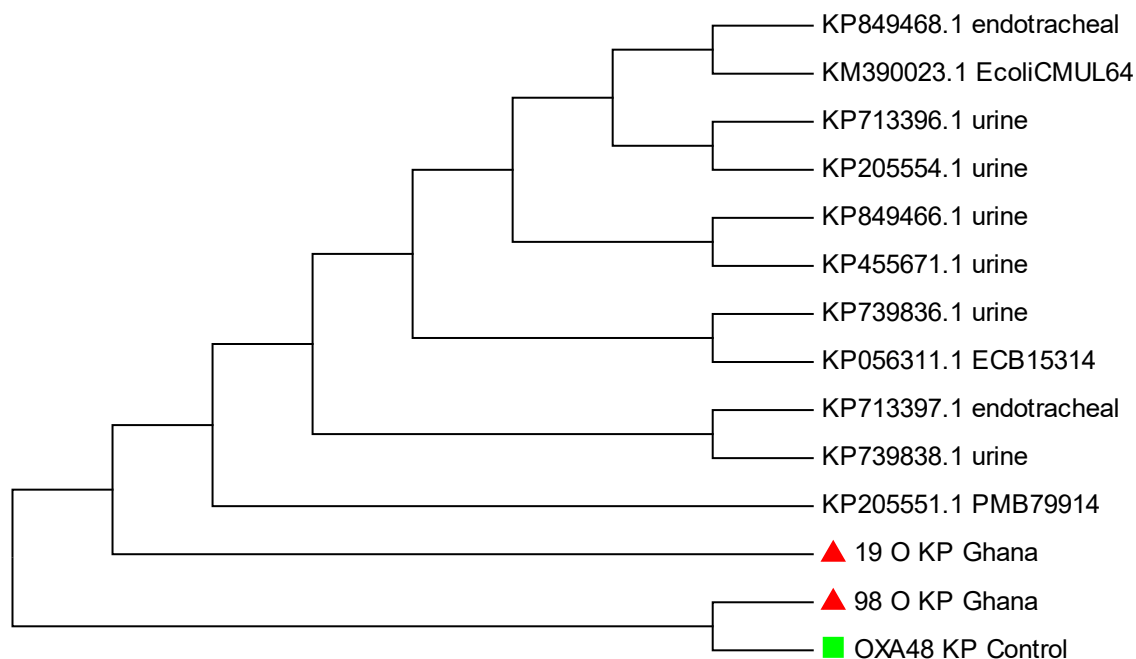 KP849468.1 endotracheal
KM390023.1 EcoliCMUL64
KP713396.1 urine
KP205554.1 urine
KP849466.1 urine
KP455671.1 urine
KP739836.1 urine
KP056311.1 ECB15314
KP713397.1 endotracheal
KP739838.1 urine
KP205551.1 PMB79914
19 O KP Ghana
98 O KP Ghana
OXA48 KP Control